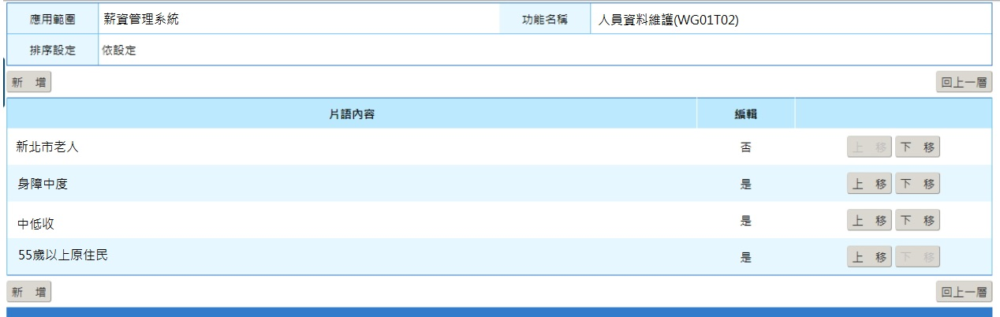 應用範圍 薪資管理系統 功能名稱 人員資料維護(WG01T02)
排序設定 依設定
新 增 回上一層
片語內容 編輯
新北市老人 否 上 移 下 移
身障中度 是 上 移 下 移
中低收 是 上 移 下 移
55歲以上原住民 是 上 移 下 移
新 增 回上一層